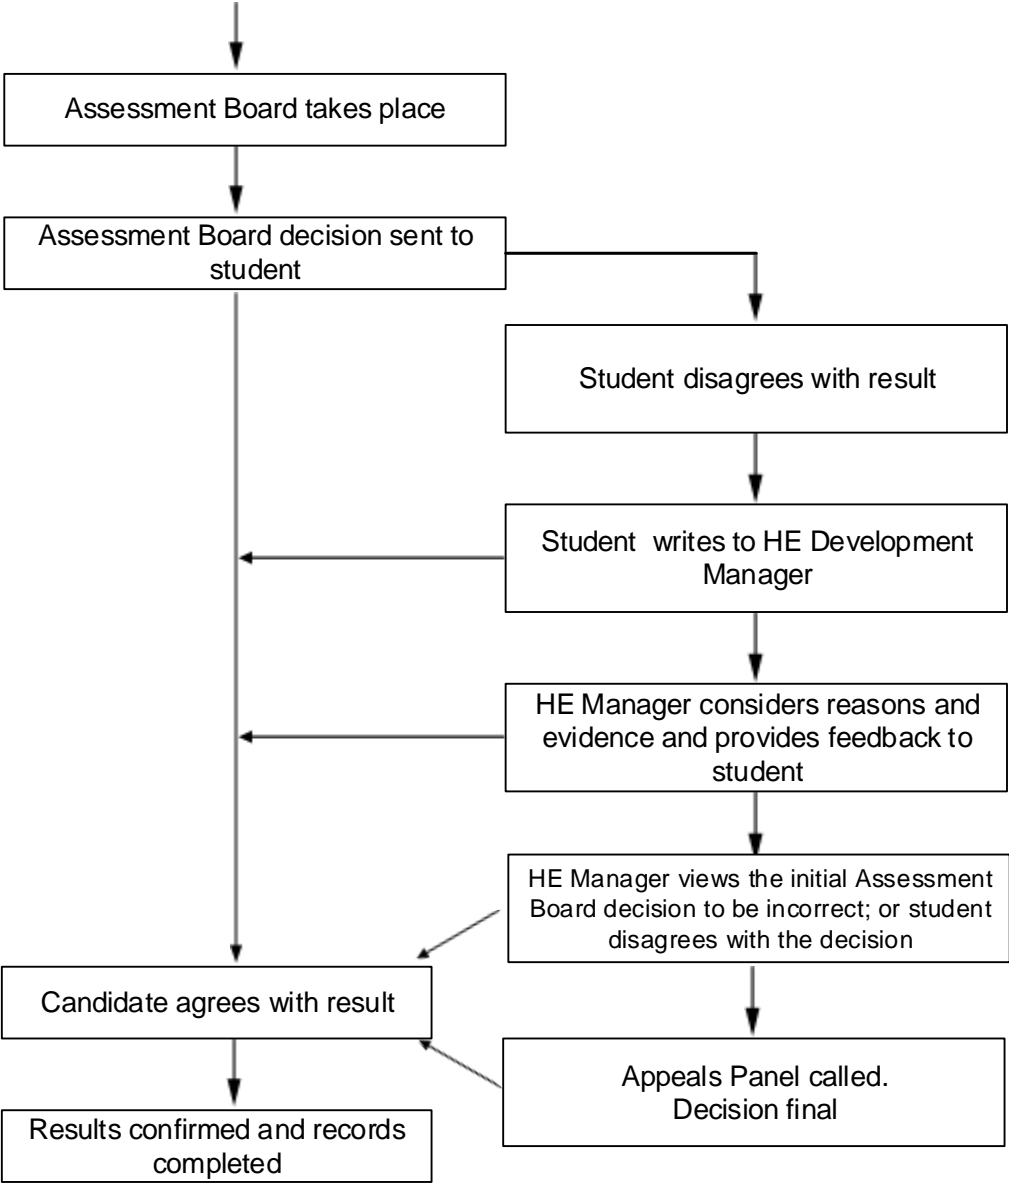 Assessment Board takes place
Assessment Board decision sent to
student
Student disagrees with result
Student  writes to HE Development
Manager
HE Manager considers reasons and
evidence and provides feedback to
student
HE Manager views the initial Assessment
Board decision to be incorrect; or student
disagrees with the decision
Candidate agrees with result
Appeals Panel called.
Decision final
Results confirmed and records
completed